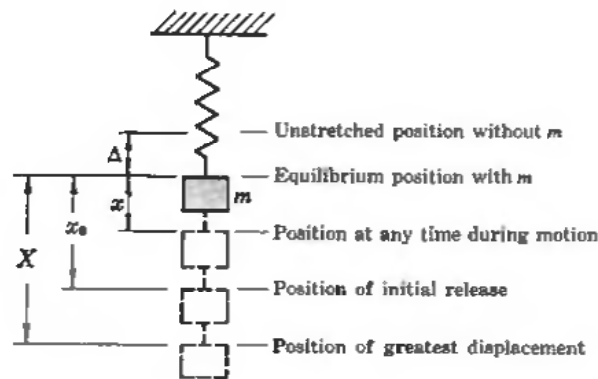 Unstretched position without m
Δ
Equilibrium position with m
m
x
x₀
Position at any time during motion
X
Position of initial release
Position of greatest displacement